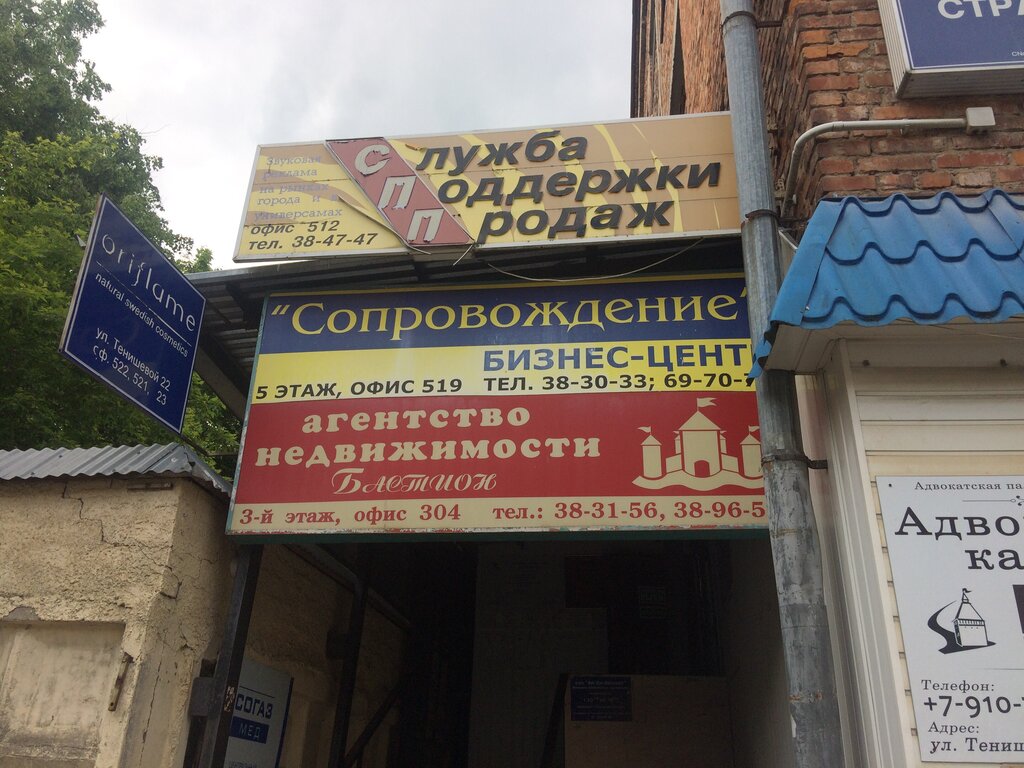 СТРА
Звуковая
реклама
на рынках
города и в
универсамах
офис 512
тел. 38-47-47
Служба
Поддержки
Продаж
oriflame
natural swedish cosmetics
ул. Тенишевой 22
оф. 522, 521, 23
"Сопровождение"
БИЗНЕС-ЦЕНТ
5 ЭТАЖ, ОФИС 519 ТЕЛ. 38-30-33; 69-70-
агентство
недвижимости
Бастион
3-й этаж, офис 304 тел.: 38-31-56, 38-96-5
СОГАЗ
МЕД
Адвокатская па
Адво
ка
Телефон:
+7-910-
Адрес:
ул. Тениш